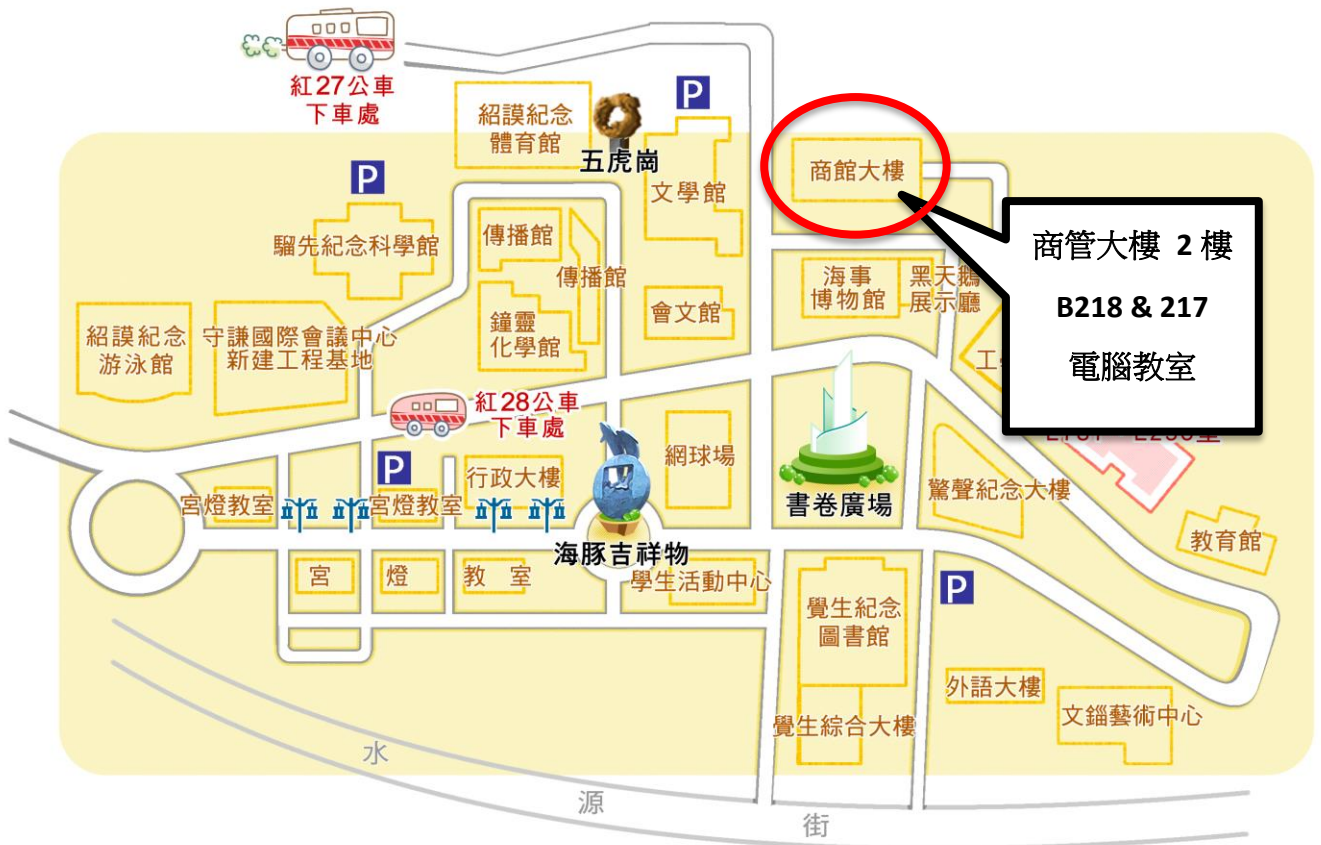 紅27公車
下車處
紹謨紀念
體育館
五虎崗
P
文學館
商館大樓
P
騮先紀念科學館
傳播館
傳播館
海事
博物館
黑天鵝
展示廳
商管大樓 2 樓
B218 & 217
電腦教室
紹謨紀念
游泳館
守謙國際會議中心
新建工程基地
鐘靈
化學館
會文館
紅28公車
下車處
P
行政大樓
網球場
書卷廣場
驚聲紀念大樓
宮燈教室
宮燈教室
海豚吉祥物
教育館
宮
燈
教 室
學生活動中心
覺生紀念
圖書館
P
外語大樓
覺生綜合大樓
文錙藝術中心
水
源
街